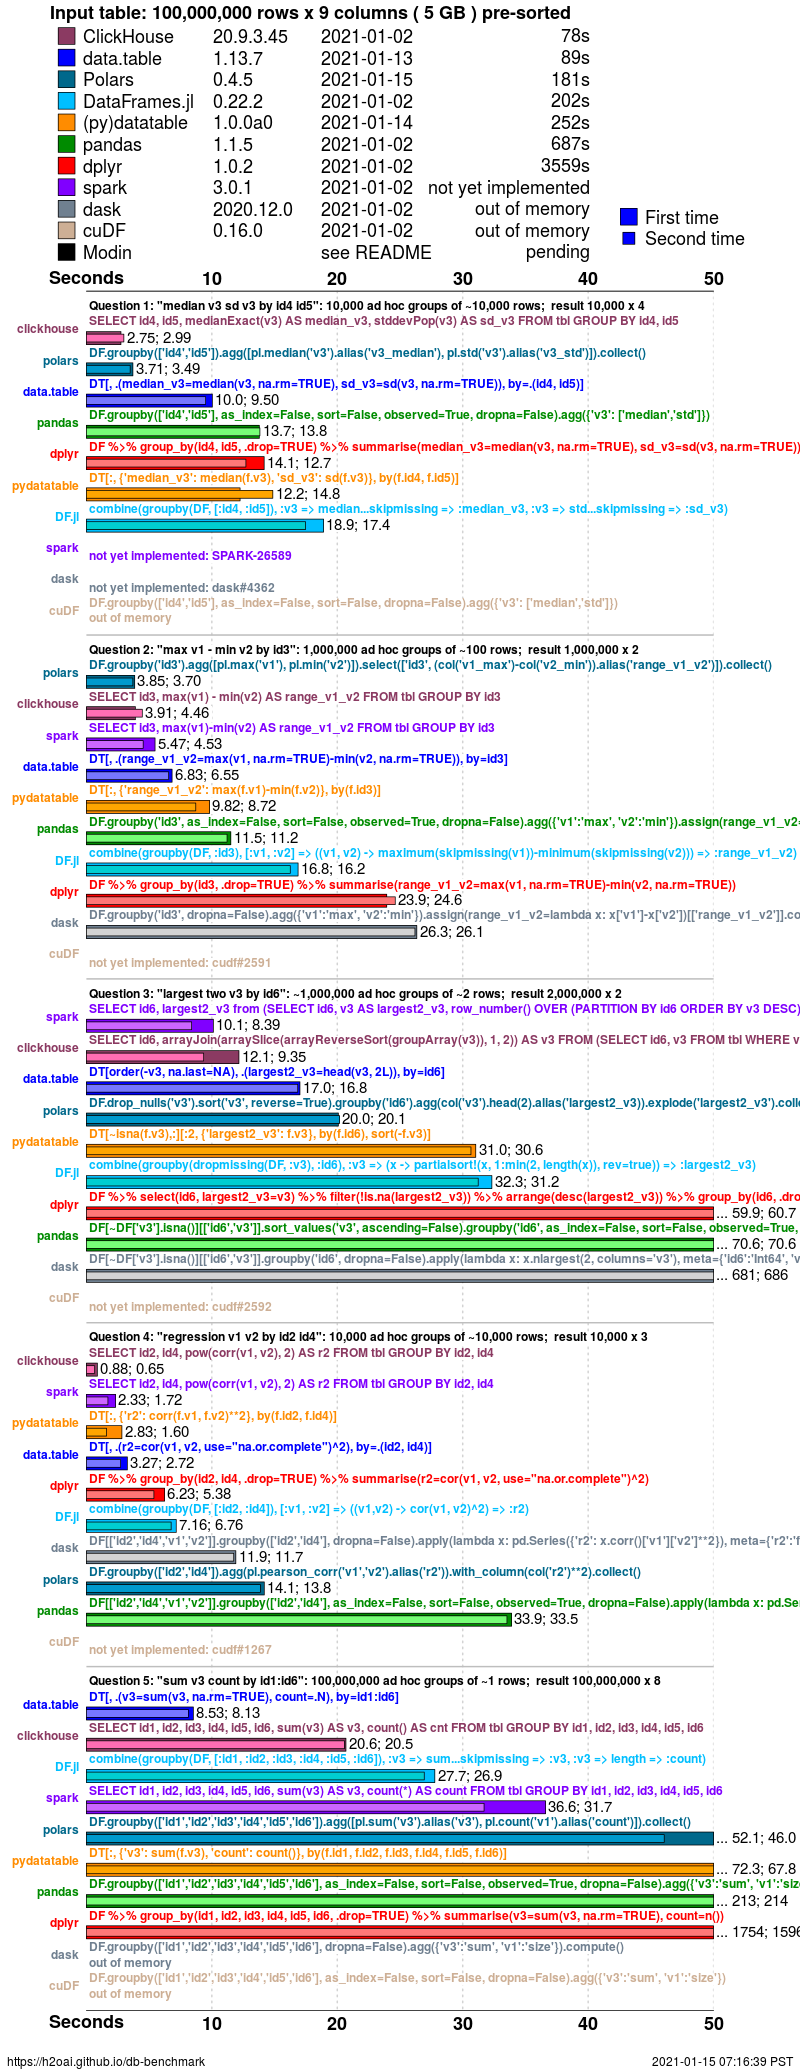 Input table: 100,000,000 rows x 9 columns ( 5 GB ) pre-sorted
ClickHouse 20.9.3.45 2021-01-02 78s
data.table 1.13.7 2021-01-13 89s
Polars 0.4.5 2021-01-15 181s
DataFrames.jl 0.22.2 2021-01-02 202s
(py)datatable 1.0.0a0 2021-01-14 252s
pandas 1.1.5 2021-01-02 687s
dplyr 1.0.2 2021-01-02 3559s
spark 3.0.1 2021-01-02 not yet implemented
dask 2020.12.0 2021-01-02 out of memory
cuDF 0.16.0 2021-01-02 out of memory
Modin see README pending
First time
Second time
Seconds 10 20 30 40 50
Question 1: "median v3 sd v3 by id4 id5": 10,000 ad hoc groups of ~10,000 rows; result 10,000 x 4
SELECT id4, id5, medianExact(v3) AS median_v3, stddevPop(v3) AS sd_v3 FROM tbl GROUP BY id4, id5
clickhouse 2.75; 2.99
DF.groupby(['id4','id5']).agg([pl.median('v3').alias('v3_median'), pl.std('v3').alias('v3_std')]).collect()
polars 3.71; 3.49
DT[, .(median_v3=median(v3, na.rm=TRUE), sd_v3=sd(v3, na.rm=TRUE)), by=.(id4, id5)]
data.table 10.0; 9.50
DF.groupby(['id4','id5'], as_index=False, sort=False, observed=True, dropna=False).agg({'v3': ['median','std']})
pandas 13.7; 13.8
DF %>% group_by(id4, id5, .drop=TRUE) %>% summarise(median_v3=median(v3, na.rm=TRUE), sd_v3=sd(v3, na.rm=TRUE))
dplyr 14.1; 12.7
DT[:, {'median_v3': median(f.v3), 'sd_v3': sd(f.v3)}, by(f.id4, f.id5)]
pydatatable 12.2; 14.8
combine(groupby(DF, [:id4, :id5]), :v3 => median...skipmissing => :median_v3, :v3 => std...skipmissing => :sd_v3)
DF.jl 18.9; 17.4
spark not yet implemented: SPARK-26589
dask not yet implemented: dask#4362
DF.groupby(['id4','id5'], as_index=False, sort=False, dropna=False).agg({'v3': ['median','std']})
cuDF out of memory
Question 2: "max v1 - min v2 by id3": 1,000,000 ad hoc groups of ~100 rows; result 1,000,000 x 2
DF.groupby('id3').agg([pl.max('v1'), pl.min('v2')]).select(['id3', (col('v1_max')-col('v2_min')).alias('range_v1_v2')]).collect()
polars 3.85; 3.70
SELECT id3, max(v1) - min(v2) AS range_v1_v2 FROM tbl GROUP BY id3
clickhouse 3.91; 4.46
SELECT id3, max(v1)-min(v2) AS range_v1_v2 FROM tbl GROUP BY id3
spark 5.47; 4.53
DT[, .(range_v1_v2=max(v1, na.rm=TRUE)-min(v2, na.rm=TRUE)), by=id3]
data.table 6.83; 6.55
DT[:, {'range_v1_v2': max(f.v1)-min(f.v2)}, by(f.id3)]
pydatatable 9.82; 8.72
DF.groupby('id3', as_index=False, sort=False, observed=True, dropna=False).agg({'v1':'max', 'v2':'min'}).assign(range_v1_v2=
pandas 11.5; 11.2
combine(groupby(DF, :id3), [:v1, :v2] => ((v1, v2) -> maximum(skipmissing(v1))-minimum(skipmissing(v2))) => :range_v1_v2)
DF.jl 16.8; 16.2
DF %>% group_by(id3, .drop=TRUE) %>% summarise(range_v1_v2=max(v1, na.rm=TRUE)-min(v2, na.rm=TRUE))
dplyr 23.9; 24.6
DF.groupby('id3', dropna=False).agg({'v1':'max', 'v2':'min'}).assign(range_v1_v2=lambda x: x['v1']-x['v2'])[['range_v1_v2']].co
dask 26.3; 26.1
cuDF not yet implemented: cudf#2591
Question 3: "largest two v3 by id6": ~1,000,000 ad hoc groups of ~2 rows; result 2,000,000 x 2
SELECT id6, largest2_v3 from (SELECT id6, v3 AS largest2_v3, row_number() OVER (PARTITION BY id6 ORDER BY v3 DESC)
spark 10.1; 8.39
SELECT id6, arrayJoin(arraySlice(arrayReverseSort(groupArray(v3)), 1, 2)) AS v3 FROM (SELECT id6, v3 FROM tbl WHERE v
clickhouse 12.1; 9.35
DT[order(-v3, na.last=NA), .(largest2_v3=head(v3, 2L)), by=id6]
data.table 17.0; 16.8
DF.drop_nulls('v3').sort('v3', reverse=True).groupby('id6').agg(col('v3').head(2).alias('largest2_v3')).explode('largest2_v3').colle
polars 20.0; 20.1
DT[~isna(f.v3),:][:2, {'largest2_v3': f.v3}, by(f.id6), sort(-f.v3)]
pydatatable 31.0; 30.6
combine(groupby(dropmissing(DF, :v3), :id6), :v3 => (x -> partialsort!(x, 1:min(2, length(x)), rev=true)) => :largest2_v3)
DF.jl 32.3; 31.2
DF %>% select(id6, largest2_v3=v3) %>% filter(!is.na(largest2_v3)) %>% arrange(desc(largest2_v3)) %>% group_by(id6, .dro
dplyr ... 59.9; 60.7
DF[~DF['v3'].isna()][['id6','v3']].sort_values('v3', ascending=False).groupby('id6', as_index=False, sort=False, observed=True,
pandas ... 70.6; 70.6
DF[~DF['v3'].isna()][['id6','v3']].groupby('id6', dropna=False).apply(lambda x: x.nlargest(2, columns='v3'), meta={'id6':'Int64', 'v
dask ... 681; 686
cuDF not yet implemented: cudf#2592
Question 4: "regression v1 v2 by id2 id4": 10,000 ad hoc groups of ~10,000 rows; result 10,000 x 3
SELECT id2, id4, pow(corr(v1, v2), 2) AS r2 FROM tbl GROUP BY id2, id4
clickhouse 0.88; 0.65
SELECT id2, id4, pow(corr(v1, v2), 2) AS r2 FROM tbl GROUP BY id2, id4
spark 2.33; 1.72
DT[:, {'r2': corr(f.v1, f.v2)**2}, by(f.id2, f.id4)]
pydatatable 2.83; 1.60
DT[, .(r2=cor(v1, v2, use="na.or.complete")^2), by=.(id2, id4)]
data.table 3.27; 2.72
DF %>% group_by(id2, id4, .drop=TRUE) %>% summarise(r2=cor(v1, v2, use="na.or.complete")^2)
dplyr 6.23; 5.38
combine(groupby(DF, [:id2, :id4]), [:v1, :v2] => ((v1,v2) -> cor(v1, v2)^2) => :r2)
DF.jl 7.16; 6.76
DF[['id2','id4','v1','v2']].groupby(['id2','id4'], dropna=False).apply(lambda x: pd.Series({'r2': x.corr()['v1']['v2']**2}), meta={'r2':'f
dask 11.9; 11.7
DF.groupby(['id2','id4']).agg(pl.pearson_corr('v1','v2').alias('r2')).with_column(col('r2')**2).collect()
polars 14.1; 13.8
DF[['id2','id4','v1','v2']].groupby(['id2','id4'], as_index=False, sort=False, observed=True, dropna=False).apply(lambda x: pd.Se
pandas 33.9; 33.5
cuDF not yet implemented: cudf#1267
Question 5: "sum v3 count by id1:id6": 100,000,000 ad hoc groups of ~1 rows; result 100,000,000 x 8
DT[, .(v3=sum(v3, na.rm=TRUE), count=.N), by=id1:id6]
data.table 8.53; 8.13
SELECT id1, id2, id3, id4, id5, id6, sum(v3) AS v3, count() AS cnt FROM tbl GROUP BY id1, id2, id3, id4, id5, id6
clickhouse 20.6; 20.5
combine(groupby(DF, [:id1, :id2, :id3, :id4, :id5, :id6]), :v3 => sum...skipmissing => :v3, :v3 => length => :count)
DF.jl 27.7; 26.9
SELECT id1, id2, id3, id4, id5, id6, sum(v3) AS v3, count(*) AS count FROM tbl GROUP BY id1, id2, id3, id4, id5, id6
spark 36.6; 31.7
DF.groupby(['id1','id2','id3','id4','id5','id6']).agg([pl.sum('v3').alias('v3'), pl.count('v1').alias('count')]).collect()
polars ... 52.1; 46.0
DT[:, {'v3': sum(f.v3), 'count': count()}, by(f.id1, f.id2, f.id3, f.id4, f.id5, f.id6)]
pydatatable ... 72.3; 67.8
DF.groupby(['id1','id2','id3','id4','id5','id6'], as_index=False, sort=False, observed=True, dropna=False).agg({'v3':'sum', 'v1':'size
pandas ... 213; 214
DF %>% group_by(id1, id2, id3, id4, id5, id6, .drop=TRUE) %>% summarise(v3=sum(v3, na.rm=TRUE), count=n())
dplyr ... 1754; 1596
DF.groupby(['id1','id2','id3','id4','id5','id6'], dropna=False).agg({'v3':'sum', 'v1':'size'}).compute()
dask out of memory
DF.groupby(['id1','id2','id3','id4','id5','id6'], as_index=False, sort=False, dropna=False).agg({'v3':'sum', 'v1':'size'})
cuDF out of memory
Seconds 10 20 30 40 50
https://h2oai.github.io/db-benchmark 2021-01-15 07:16:39 PST